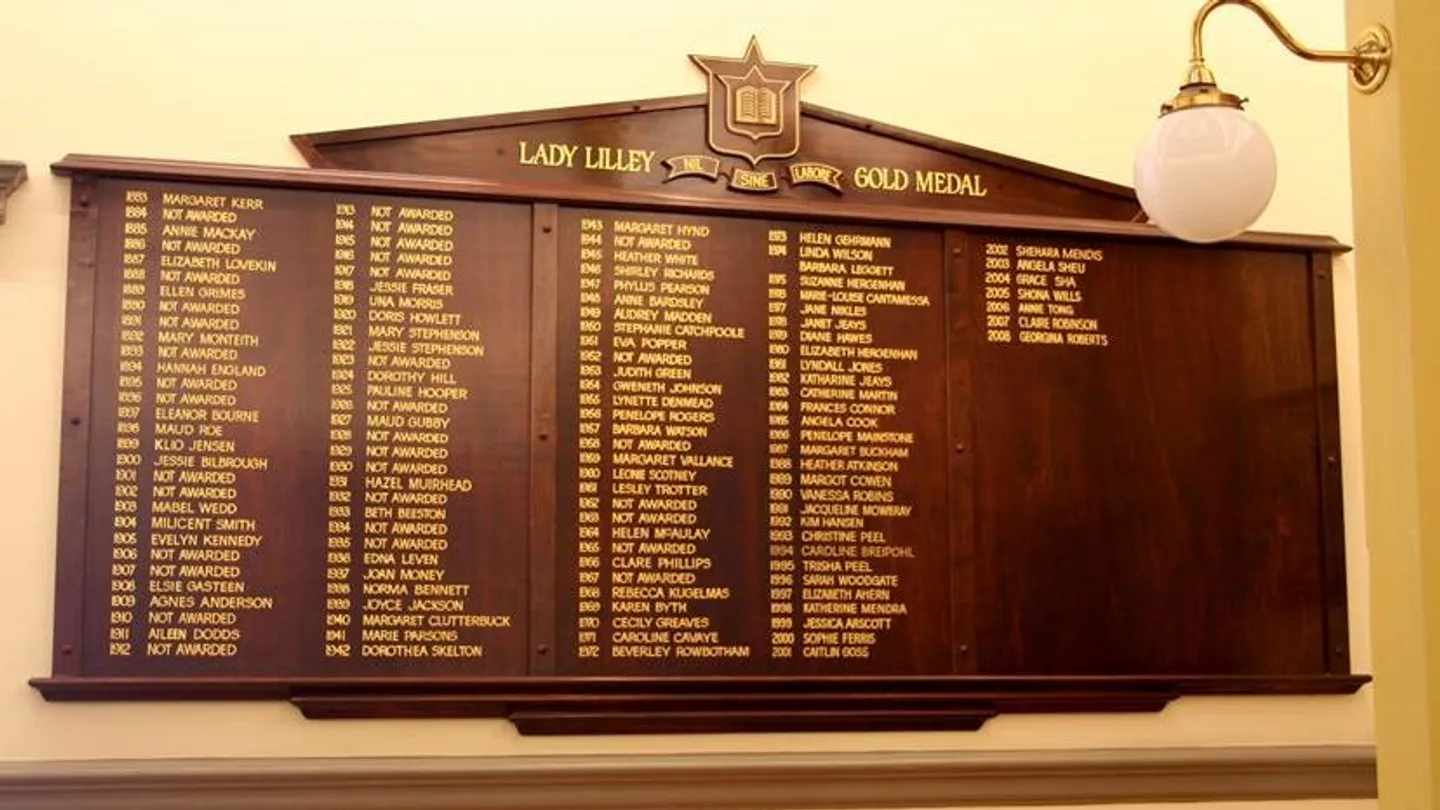 LADY LILLEY
NIL
SINE
LABORE
GOLD MEDAL
1883 MARGARET KERR
1884 NOT AWARDED
1885 ANNIE MACKAY
1886 NOT AWARDED
1887 ELIZABETH LOVEKIN
1888 NOT AWARDED
1889 ELLEN GRIMES
1890 NOT AWARDED
1891 NOT AWARDED
1892 MARY MONTEITH
1893 NOT AWARDED
1894 HANNAH ENGLAND
1895 NOT AWARDED
1896 NOT AWARDED
1897 ELEANOR BOURNE
1898 MAUD ROE
1899 KLIO JENSEN
1900 JESSIE BILBROUGH
1901 NOT AWARDED
1902 NOT AWARDED
1903 MABEL WEDD
1904 MILICENT SMITH
1905 EVELYN KENNEDY
1906 NOT AWARDED
1907 NOT AWARDED
1908 ELSIE GASTEEN
1909 AGNES ANDERSON
1910 NOT AWARDED
1911 AILEEN DODDS
1912 NOT AWARDED
1913 NOT AWARDED
1914 NOT AWARDED
1915 NOT AWARDED
1916 NOT AWARDED
1917 NOT AWARDED
1918 JESSIE FRASER
1919 UNA MORRIS
1920 DORIS HOWLETT
1921 MARY STEPHENSON
1922 JESSIE STEPHENSON
1923 NOT AWARDED
1924 DOROTHY HILL
1925 PAULINE HOOPER
1926 NOT AWARDED
1927 MAUD GUBBY
1928 NOT AWARDED
1929 NOT AWARDED
1930 NOT AWARDED
1931 HAZEL MUIRHEAD
1932 NOT AWARDED
1933 BETH BEESTON
1934 NOT AWARDED
1935 NOT AWARDED
1936 EDNA LEVEN
1937 JOAN MONEY
1938 NORMA BENNETT
1939 JOYCE JACKSON
1940 MARGARET CLUTTERBUCK
1941 MARIE PARSONS
1942 DOROTHEA SKELTON
1943 MARGARET HYND
1944 NOT AWARDED
1945 HEATHER WHITE
1946 SHIRLEY RICHARDS
1947 PHYLLIS PEARSON
1948 ANNE BARDSLEY
1949 AUDREY MADDEN
1950 STEPHANIE CATCHPOOLE
1951 EVA POPPER
1952 NOT AWARDED
1953 JUDITH GREEN
1954 GWENETH JOHNSON
1955 LYNETTE DENMEAD
1956 PENELOPE ROGERS
1957 BARBARA WATSON
1958 NOT AWARDED
1959 MARGARET VALLANCE
1960 LEONIE SCOTNEY
1961 LESLEY TROTTER
1962 NOT AWARDED
1963 NOT AWARDED
1964 HELEN McAULAY
1965 NOT AWARDED
1966 CLARE PHILLIPS
1967 NOT AWARDED
1968 REBECCA KUGELMAS
1969 KAREN BYTH
1970 CECILY GREAVES
1971 CAROLINE CAVAYE
1972 BEVERLEY ROWBOTHAM
1973 HELEN GEHRMANN
1974 LINDA WILSON
BARBARA LEGGETT
1975 SUZANNE HERGENHAN
1976 MARIE-LOUISE CANTAMESSA
1977 JANE NIKLES
1978 JANET JEAYS
1979 DIANE HAWES
1980 ELIZABETH HERGENHAN
1981 LYNDALL JONES
1982 KATHARINE JEAYS
1983 CATHERINE MARTIN
1984 FRANCES CONNOR
1985 ANGELA COOK
1986 PENELOPE MAINSTONE
1987 MARGARET BUCKHAM
1988 HEATHER ATKINSON
1989 MARGOT COWEN
1990 VANESSA ROBINS
1991 JACQUELINE MOWBRAY
1992 KIM HANSEN
1993 CHRISTINE PEEL
1994 CAROLINE BREIPOHL
1995 TRISHA PEEL
1996 SARAH WOODGATE
1997 ELIZABETH AHERN
1998 KATHERINE MENDRA
1999 JESSICA ARSCOTT
2000 SOPHIE FERRIS
2001 CAITLIN GOSS
2002 SHEHARA MENDIS
2003 ANGELA SHEU
2004 GRACE SHA
2005 SHONA WILLS
2006 ANNIE TONG
2007 CLAIRE ROBINSON
2008 GEORGINA ROBERTS